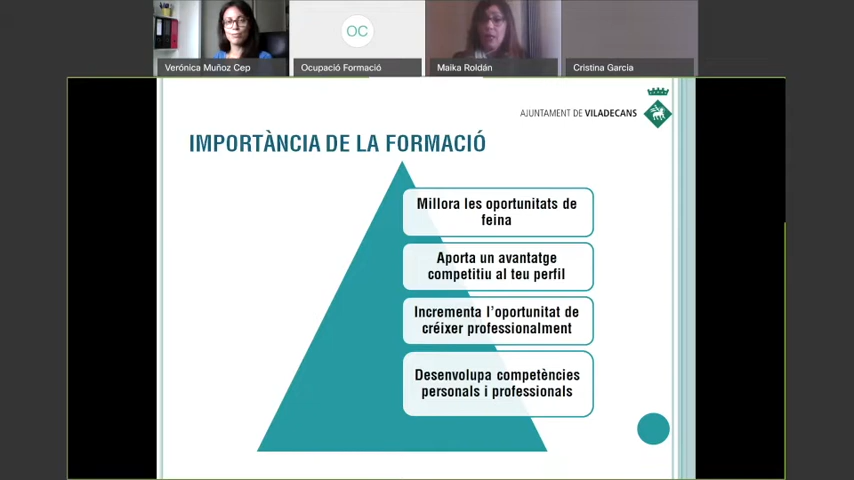 OC
Verónica Muñoz Cep
Ocupació Formació
Maika Roldán
Cristina Garcia
AJUNTAMENT DE VILADECANS
IMPORTÀNCIA DE LA FORMACIÓ
Millora les oportunitats de
feina
Aporta un avantatge
competitiu al teu perfil
Incrementa l'oportunitat de
créixer professionalment
Desenvolupa competències
personals i professionals